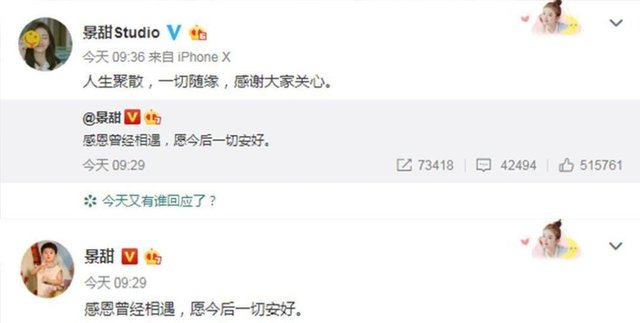 景甜Studio
今天 09:36 来自 iPhone X
人生聚散，一切随缘，感谢大家关心。
@景甜
感恩曾经相遇，愿今后一切安好。
今天 09:29 73418 42494 515761
今天又有谁回应了？
景甜
今天 09:29
感恩曾经相遇，愿今后一切安好。